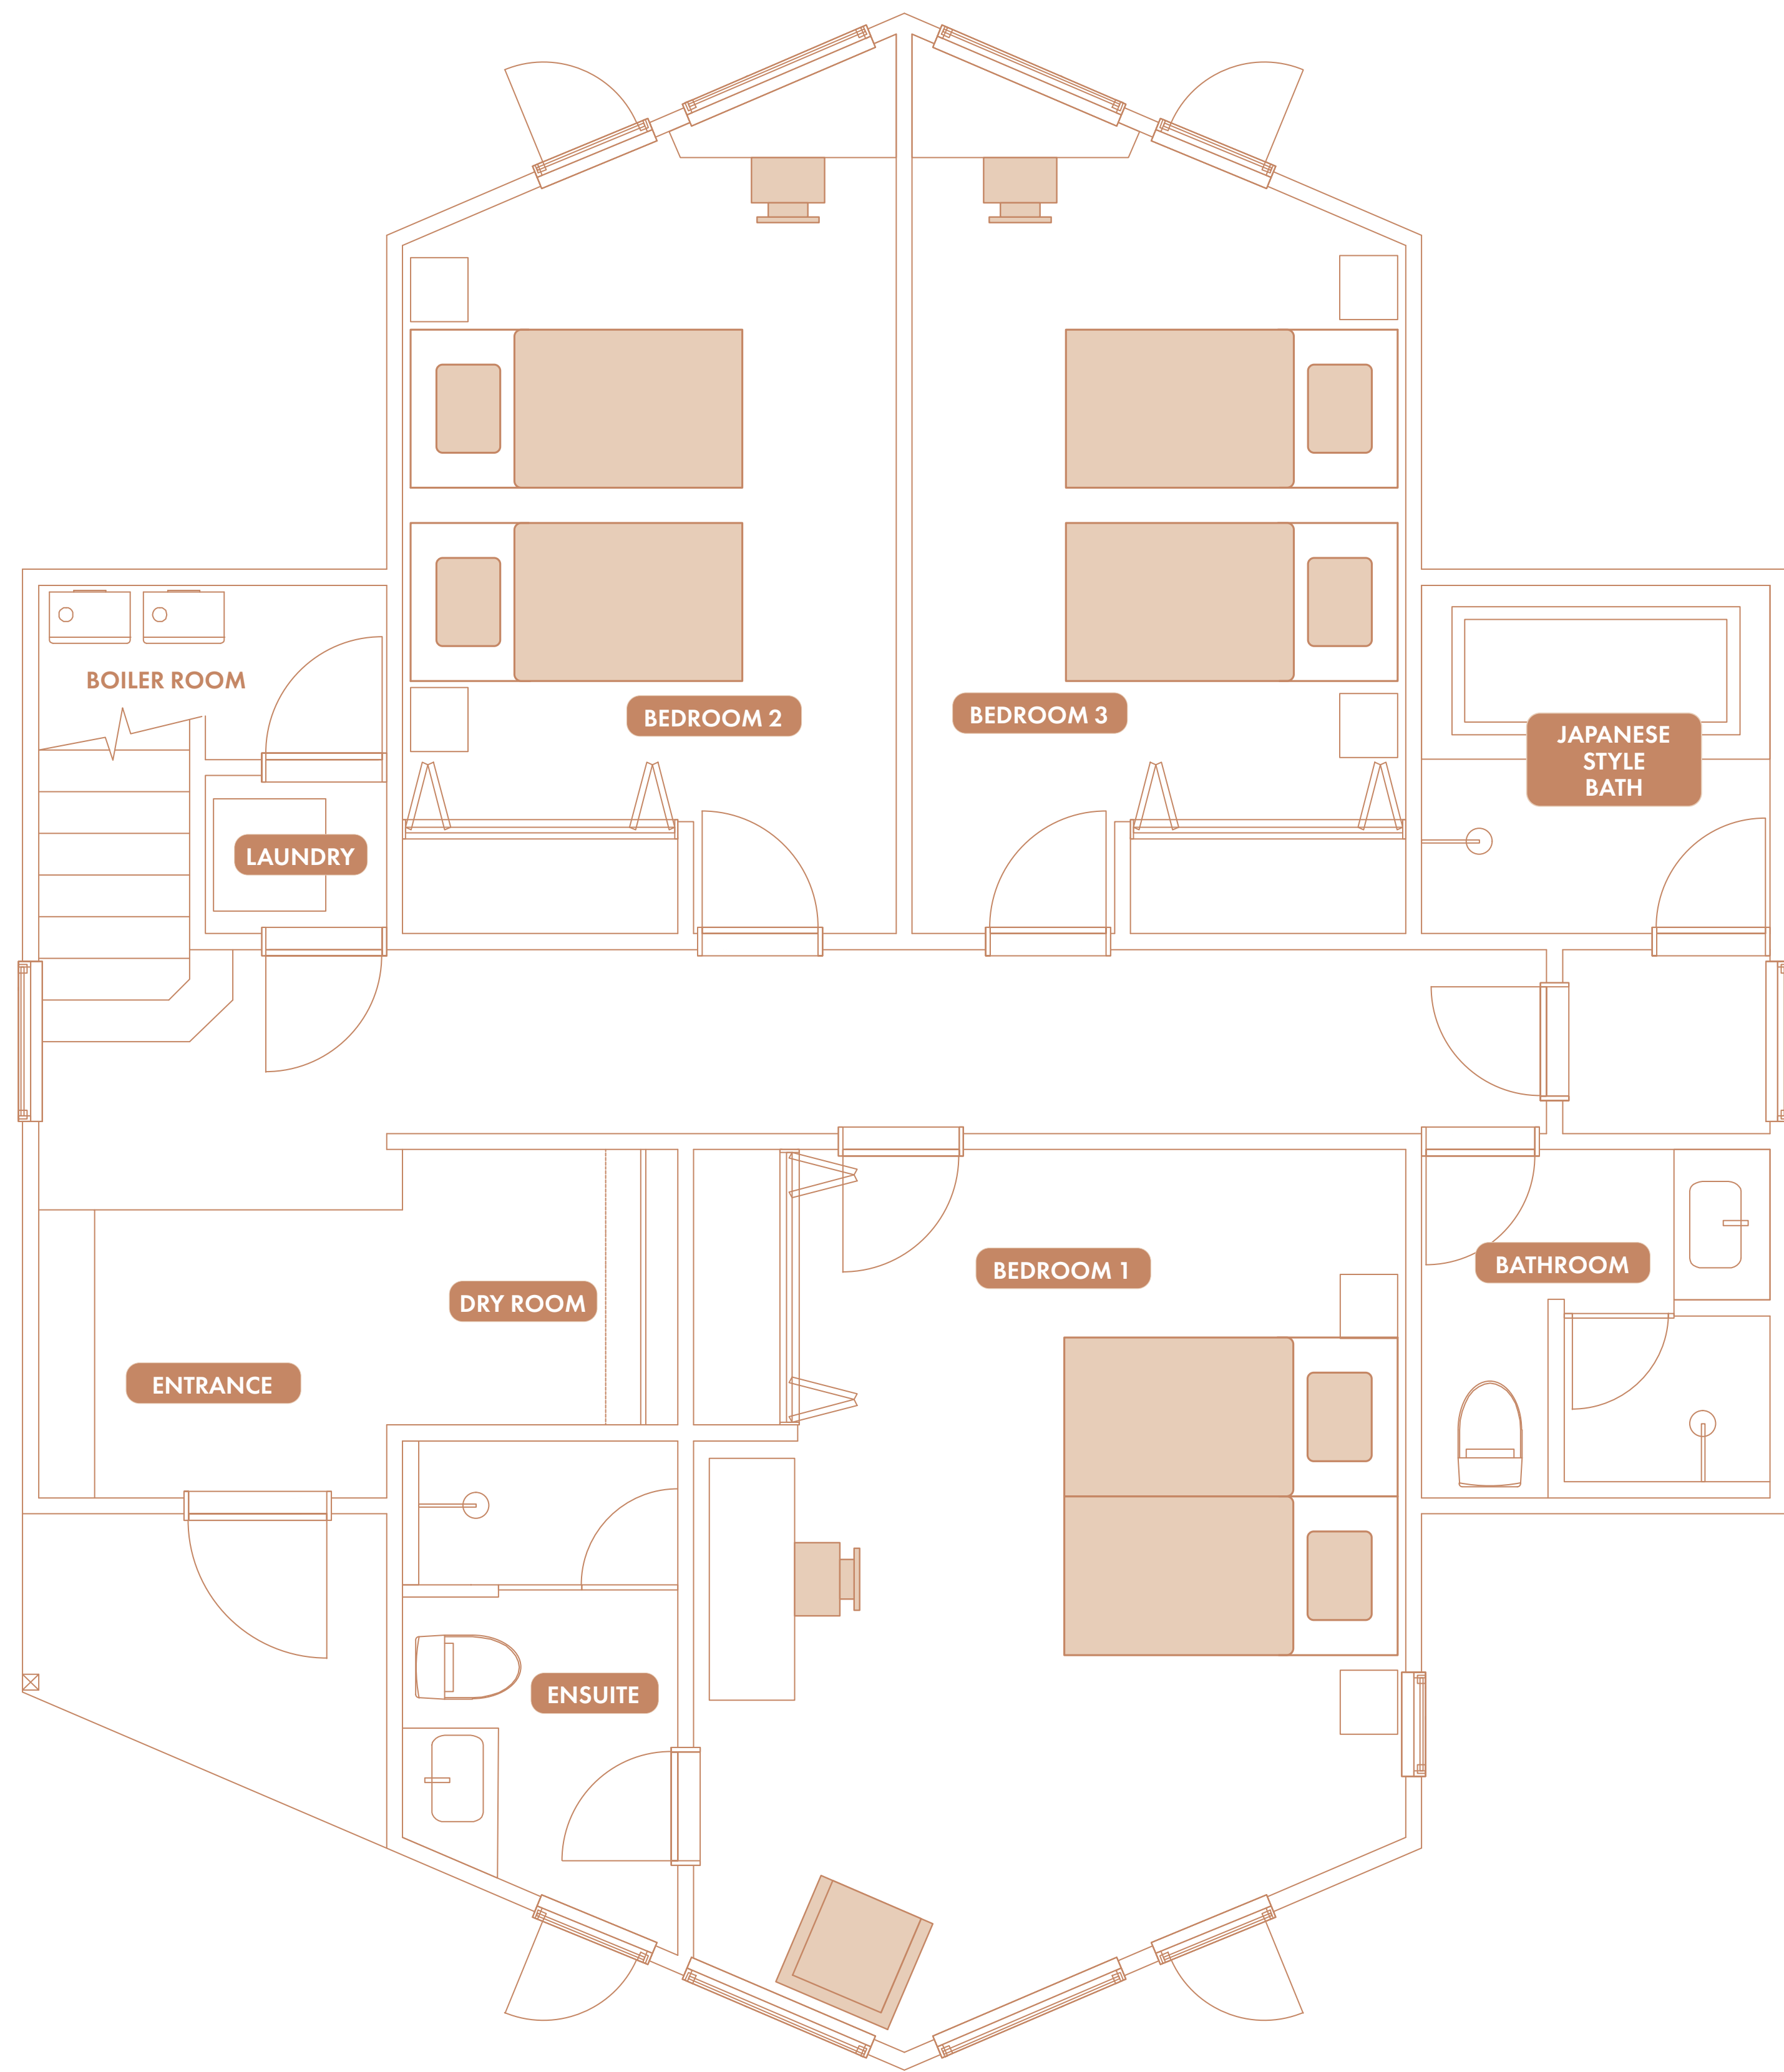 BOILER ROOM
BEDROOM 2
BEDROOM 3
JAPANESE
STYLE
BATH
LAUNDRY
BEDROOM 1
BATHROOM
DRY ROOM
ENTRANCE
ENSUITE